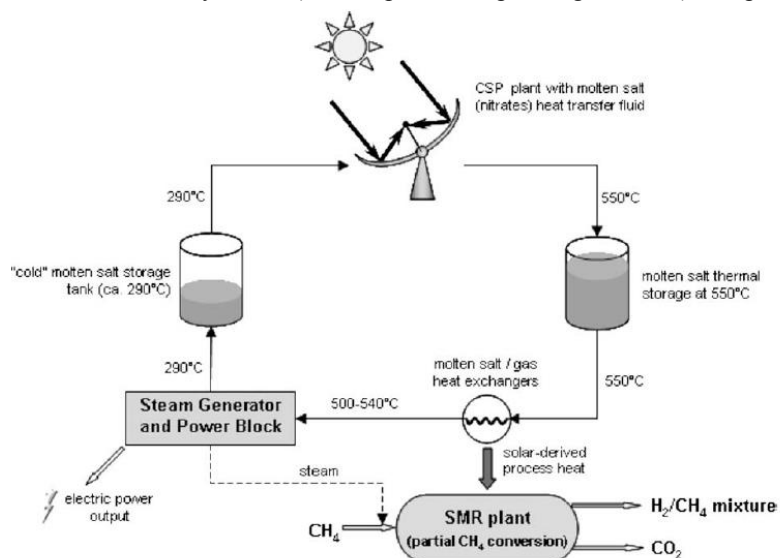 CSP plant with molten salt
(nitrates) heat transfer fluid
290°C
550°C
"cold" molten salt storage
tank (ca. 290°C)
molten salt thermal
storage at 550°C
290°C
molten salt / gas
heat exchangers
550°C
Steam Generator
and Power Block
500-540°C
solar-derived
process heat
steam
electric power
output
CH₄
SMR plant
(partial CH₄ conversion)
H₂/CH₄ mixture
CO₂